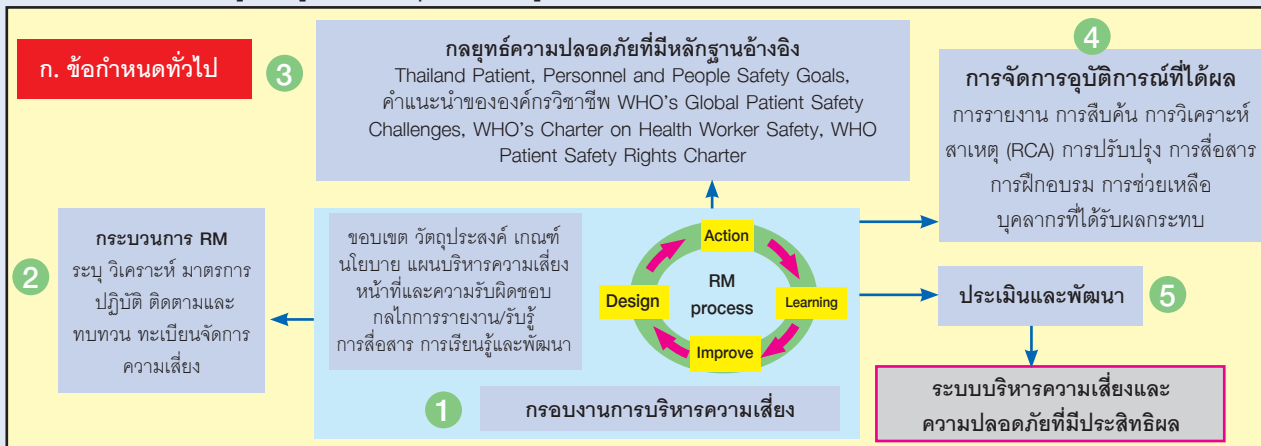 ก. ข้อกำหนดทั่วไป
3
กลยุทธ์ความปลอดภัยที่มีหลักฐานอ้างอิง
Thailand Patient, Personnel and People Safety Goals,
คำแนะนำขององค์กรวิชาชีพ WHO's Global Patient Safety
Challenges, WHO's Charter on Health Worker Safety, WHO
Patient Safety Rights Charter
4
การจัดการอุบัติการณ์ที่ได้ผล
การรายงาน การสืบค้น การวิเคราะห์
สาเหตุ (RCA) การปรับปรุง การสื่อสาร
การฝึกอบรม การช่วยเหลือ
บุคลากรที่ได้รับผลกระทบ
2
กระบวนการ RM
ระบุ วิเคราะห์ มาตรการ
ปฏิบัติ ติดตามและ
ทบทวน ทะเบียนจัดการ
ความเสี่ยง
ขอบเขต วัตถุประสงค์ เกณฑ์
นโยบาย แผนบริหารความเสี่ยง
หน้าที่และความรับผิดชอบ
กลไกการรายงาน/รับรู้
การสื่อสาร การเรียนรู้และพัฒนา
Action
Design
RM
process
Learning
Improve
1
กรอบงานการบริหารความเสี่ยง
ประเมินและพัฒนา
5
ระบบบริหารความเสี่ยงและ
ความปลอดภัยที่มีประสิทธิผล